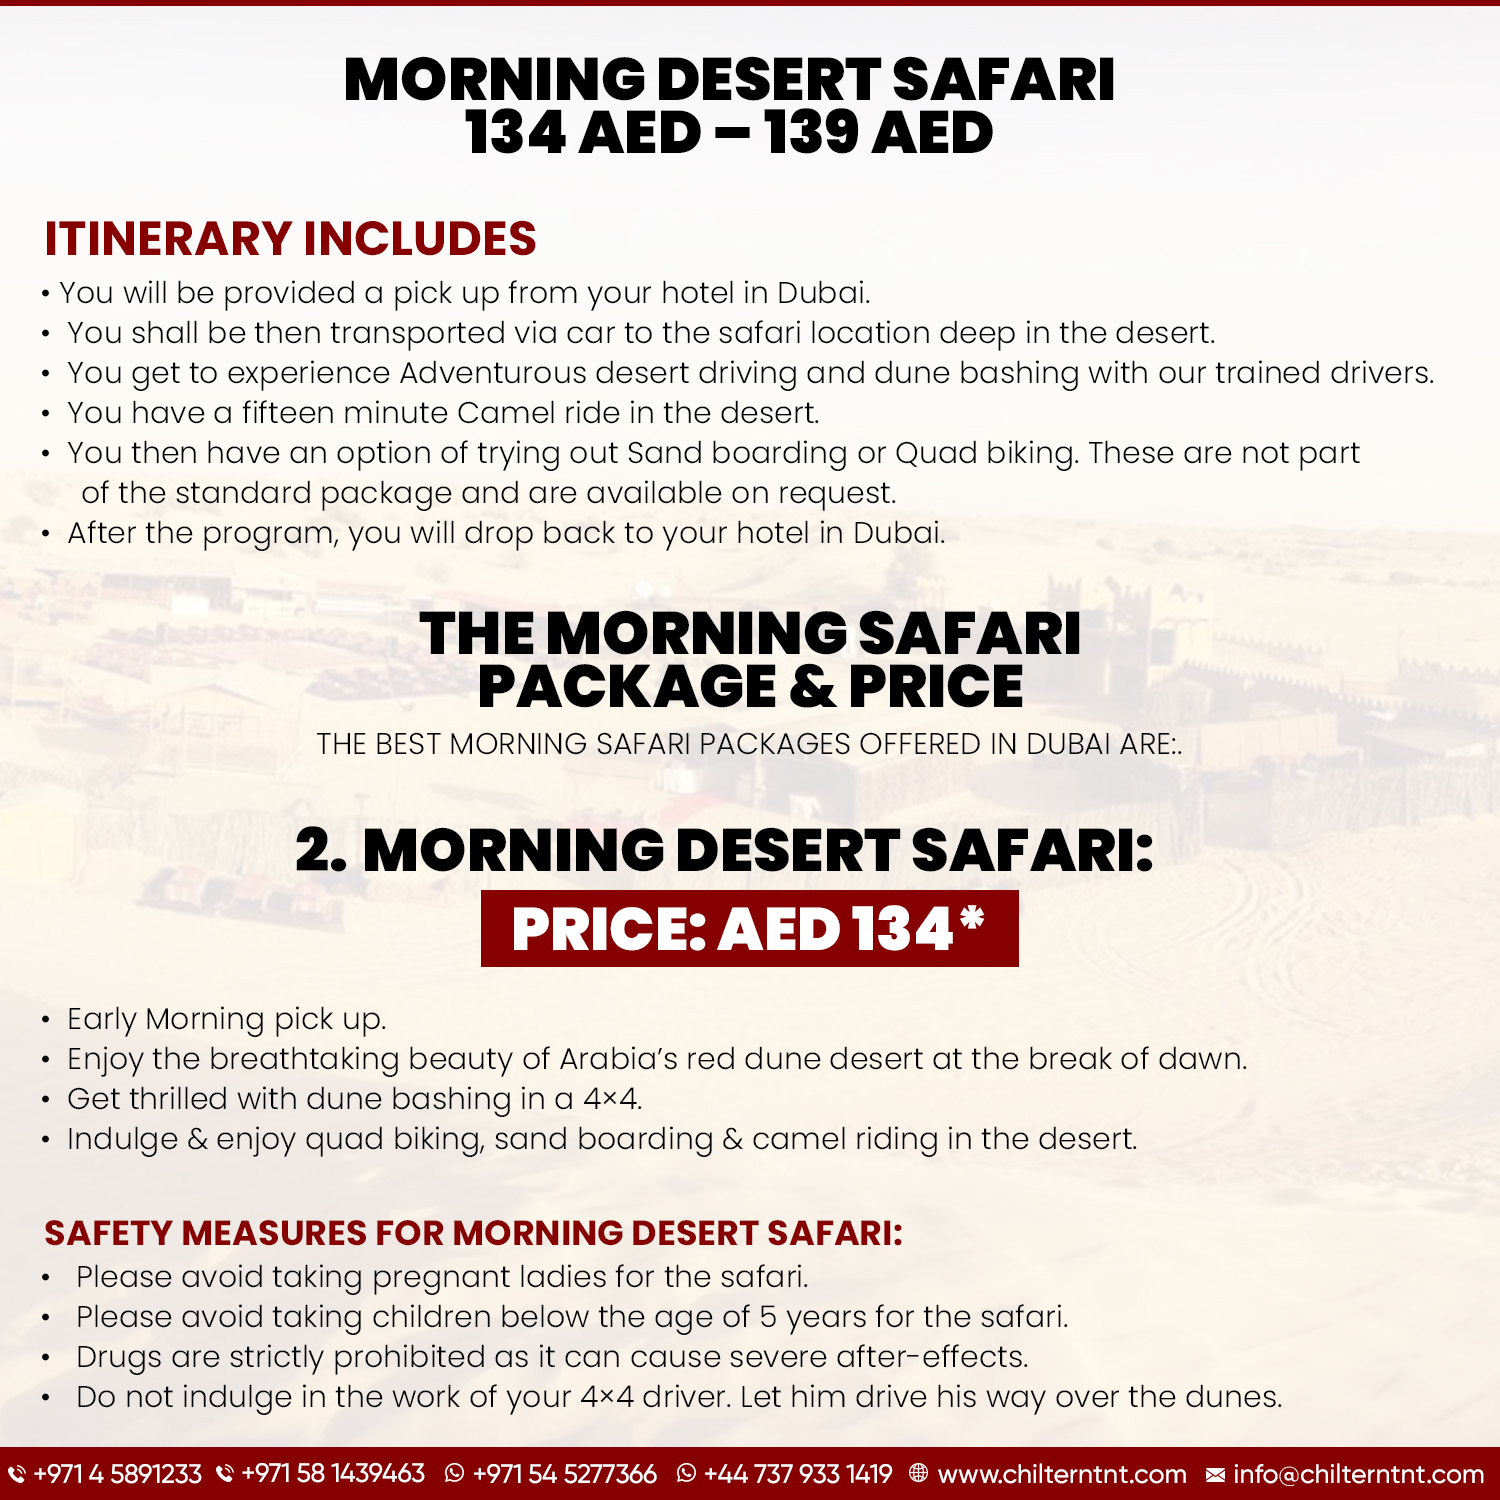 MORNING DESERT SAFARI
134 AED – 139 AED
ITINERARY INCLUDES
• You will be provided a pick up from your hotel in Dubai.
• You shall be then transported via car to the safari location deep in the desert.
• You get to experience Adventurous desert driving and dune bashing with our trained drivers.
• You have a fifteen minute Camel ride in the desert.
• You then have an option of trying out Sand boarding or Quad biking. These are not part
of the standard package and are available on request.
• After the program, you will drop back to your hotel in Dubai.
THE MORNING SAFARI
PACKAGE & PRICE
THE BEST MORNING SAFARI PACKAGES OFFERED IN DUBAI ARE:.
2. MORNING DESERT SAFARI:
PRICE: AED 134*
• Early Morning pick up.
• Enjoy the breathtaking beauty of Arabia's red dune desert at the break of dawn.
• Get thrilled with dune bashing in a 4×4.
• Indulge & enjoy quad biking, sand boarding & camel riding in the desert.
SAFETY MEASURES FOR MORNING DESERT SAFARI:
• Please avoid taking pregnant ladies for the safari.
• Please avoid taking children below the age of 5 years for the safari.
• Drugs are strictly prohibited as it can cause severe after-effects.
• Do not indulge in the work of your 4×4 driver. Let him drive his way over the dunes.
+971 4 5891233 +971 58 1439463 +971 54 5277366 +44 737 933 1419 www.chilterntnt.com info@chilterntnt.com